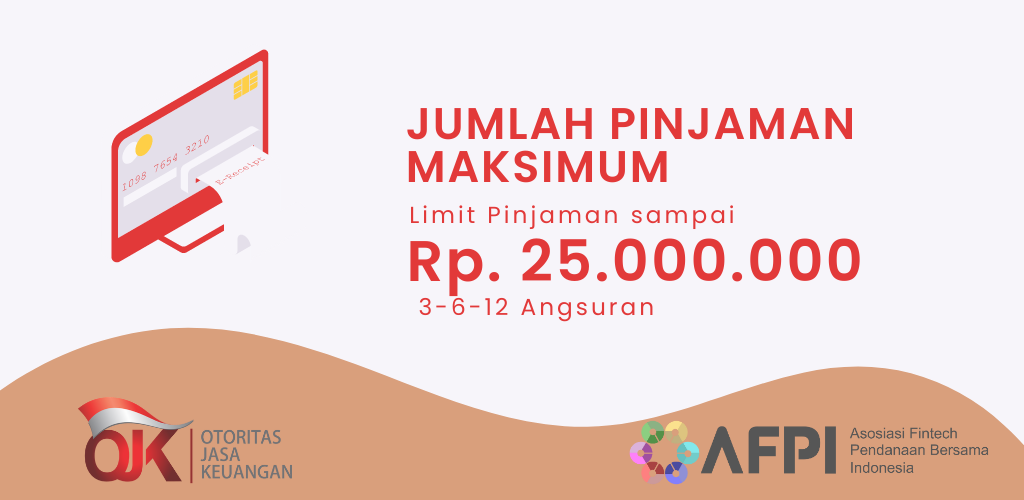 1098 7654 3210
E-Receipt
JUMLAH PINJAMAN
MAKSIMUM
Limit Pinjaman sampai
Rp. 25.000.000
3-6-12 Angsuran
OJK
OTORITAS
JASA
KEUANGAN
AFPI
Asosiasi Fintech
Pendanaan Bersama
Indonesia